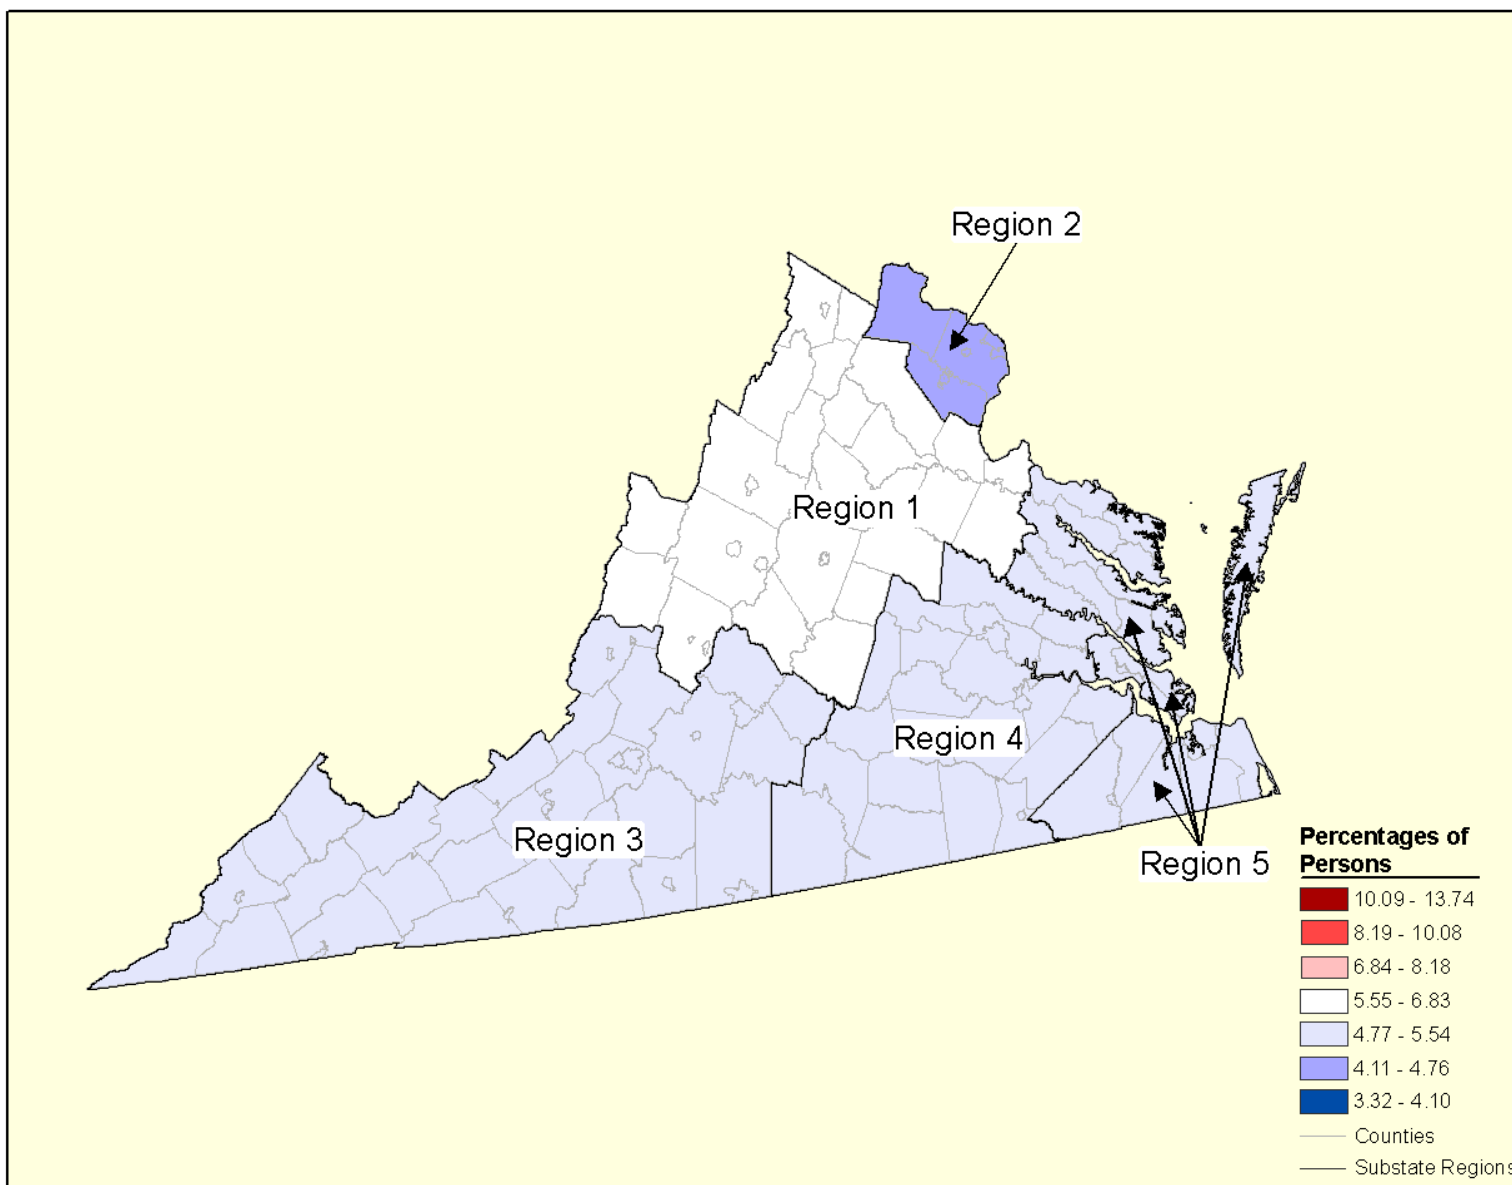 Region 2
Region 1
Region 4
Region 3
Region 5
Percentages of
Persons
10.09 - 13.74
8.19 - 10.08
6.84 - 8.18
5.55 - 6.83
4.77 - 5.54
4.11 - 4.76
3.32 - 4.10
Counties
Substate Regions